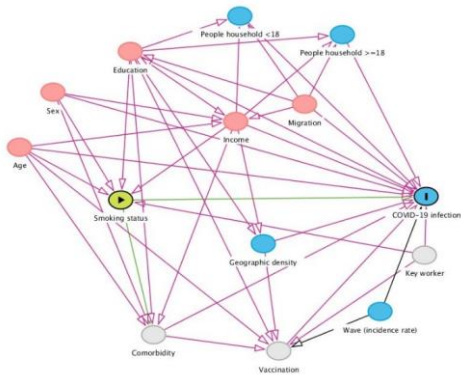 People household <18
People household >=18
Education
Sex
Migration
Income
Age
Smoking status
COVID-19 infection
Geographic density
Key worker
Wave (incidence rate)
Comorbidity
Vaccination